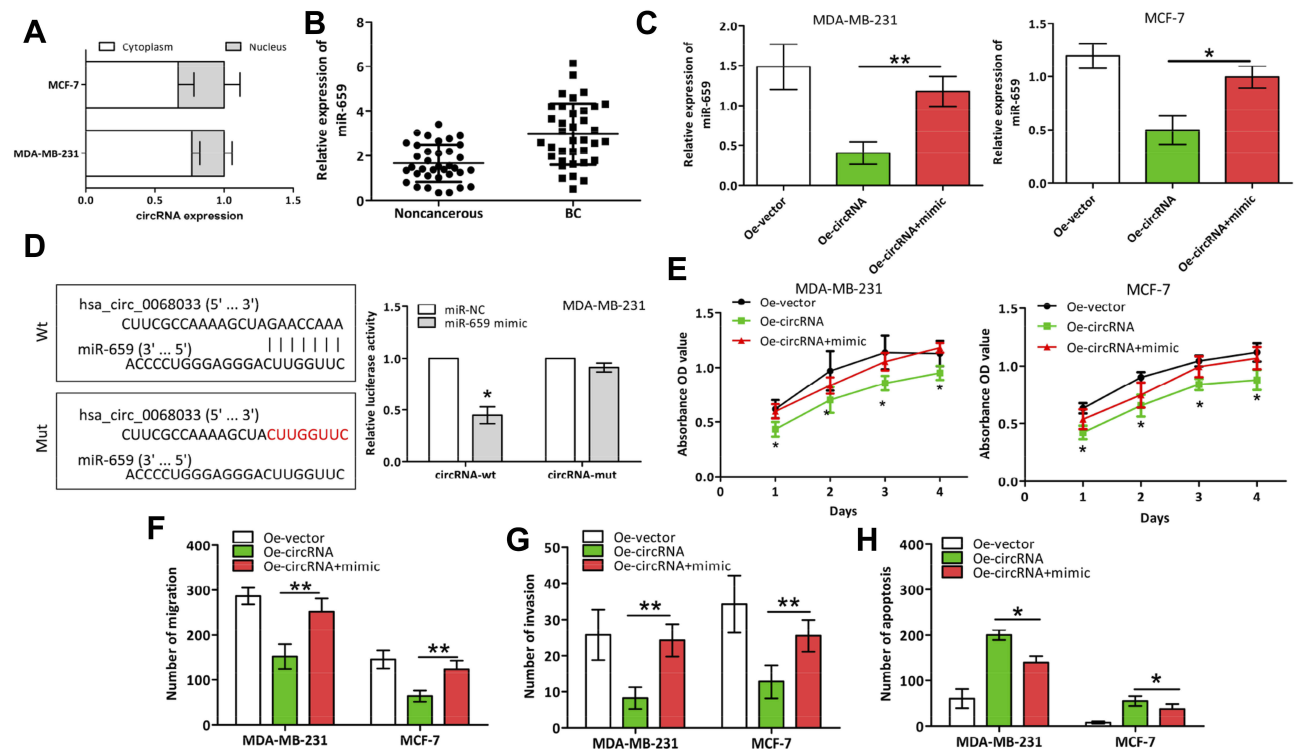 A
Cytoplasm
Nucleus
MCF-7
MDA-MB-231
0.0
0.5
1.0
1.5
circRNA expression
B
Relative expression of
miR-659
8
6
4
2
0
Noncancerous
BC
C
MDA-MB-231
Relative expression of
miR-659
2.0
1.5
1.0
0.5
0.0
**
Oe-vector
Oe-circRNA
Oe-circRNA+mimic
MCF-7
Relative expression of
miR-659
1.5
1.0
0.5
0.0
*
Oe-vector
Oe-circRNA
Oe-circRNA+mimic
D
Wt
hsa_circ_0068033 (5' ... 3')
CUUCGCCAAAAGCUAGAACCAAA
miR-659 (3' ... 5')
ACCCCUGGGAGGGACUUGGUUC
Mut
hsa_circ_0068033 (5' ... 3')
CUUCGCCAAAAGCUACUUGGUUC
miR-659 (3' ... 5')
ACCCCUGGGAGGGACUUGGUUC
Relative luciferase activity
1.5
1.0
0.5
0.0
miR-NC
miR-659 mimic
MDA-MB-231
*
circRNA-wt
circRNA-mut
E
MDA-MB-231
Oe-vector
Oe-circRNA
Oe-circRNA+mimic
Absorbance OD value
1.5
1.0
0.5
0.0
* * * *
0 1 2 3 4
Days
MCF-7
Oe-vector
Oe-circRNA
Oe-circRNA+mimic
Absorbance OD value
1.5
1.0
0.5
0.0
* * * *
0 1 2 3 4
Days
F
Oe-vector
Oe-circRNA
Oe-circRNA+mimic
Number of migration
400
300
200
100
0
**
**
MDA-MB-231
MCF-7
G
Oe-vector
Oe-circRNA
Oe-circRNA+mimic
Number of invasion
50
40
30
20
10
0
**
**
MDA-MB-231
MCF-7
H
Oe-vector
Oe-circRNA
Oe-circRNA+mimic
Number of apoptosis
400
300
200
100
0
*
*
MDA-MB-231
MCF-7